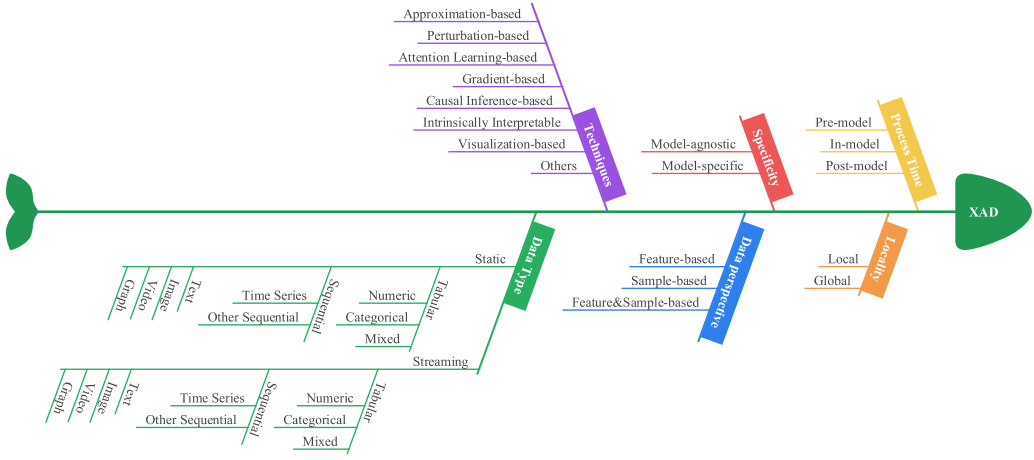 Approximation-based
Perturbation-based
Attention Learning-based
Gradient-based
Causal Inference-based
Intrinsically Interpretable
Visualization-based
Others
Techniques
Model-agnostic
Model-specific
Specificity
Pre-model
In-model
Post-model
Process Time
XAD
Static
Data Type
Tabular
Numeric
Categorical
Mixed
Sequential
Time Series
Other Sequential
Text
Image
Video
Graph
Streaming
Tabular
Numeric
Categorical
Mixed
Sequential
Time Series
Other Sequential
Text
Image
Video
Graph
Feature-based
Sample-based
Feature&Sample-based
Data perspective
Local
Global
Locality